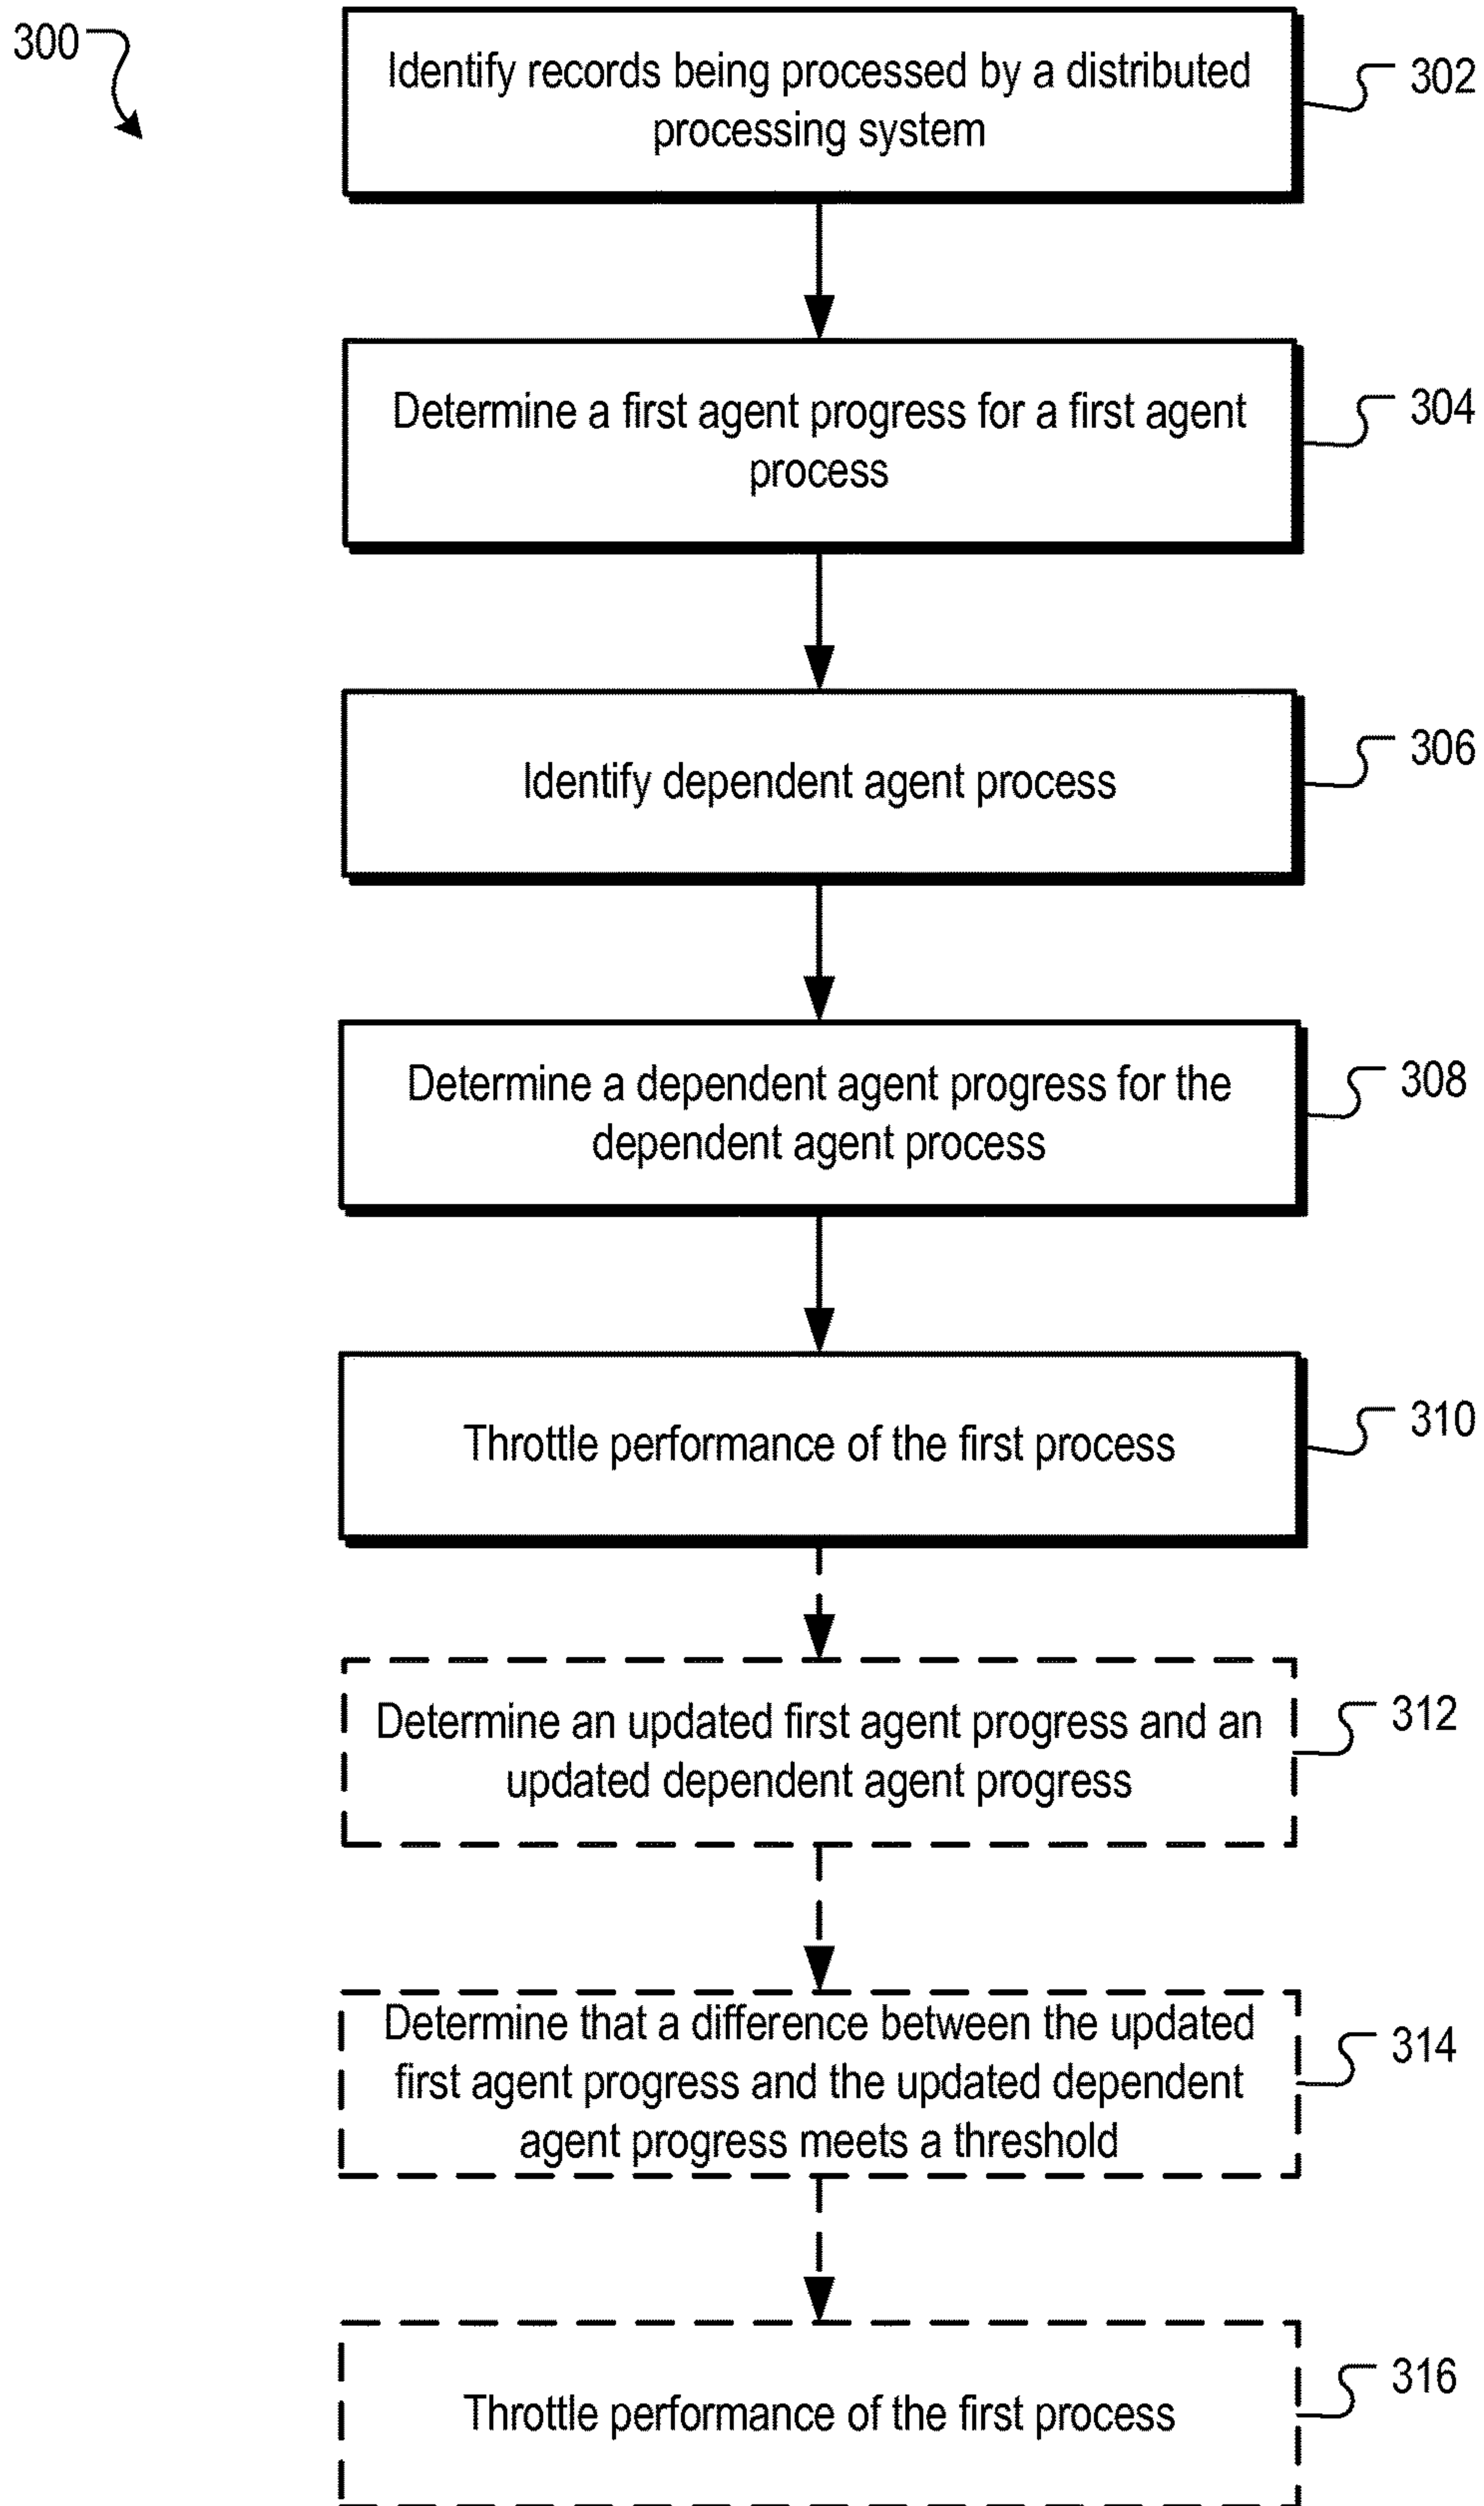 300
Identify records being processed by a distributed
processing system
302
Determine a first agent progress for a first agent
process
304
Identify dependent agent process
306
Determine a dependent agent progress for the
dependent agent process
308
Throttle performance of the first process
310
Determine an updated first agent progress and an
updated dependent agent progress
312
Determine that a difference between the updated
first agent progress and the updated dependent
agent progress meets a threshold
314
Throttle performance of the first process
316